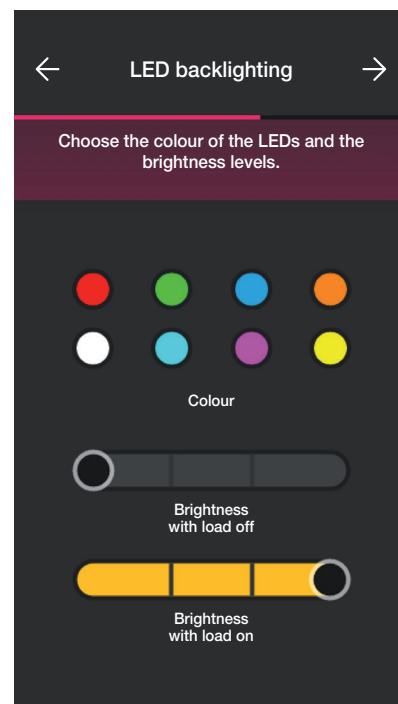 LED backlighting
Choose the colour of the LEDs and the
brightness levels.
Colour
Brightness
with load off
Brightness
with load on